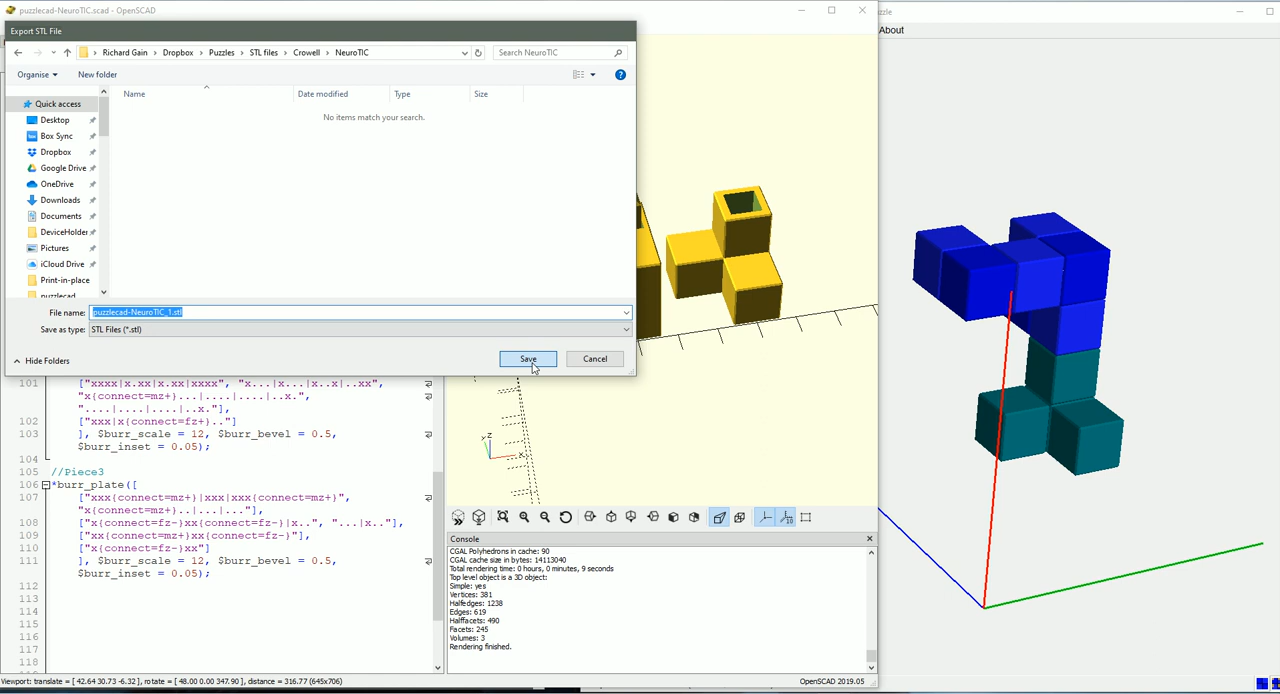 puzzlecad-NeuroTIC.scad - OpenSCAD
zzle
About
Export STL File
Richard Gain › Dropbox › Puzzles › STL files › Crowell › NeuroTIC
Search NeuroTIC
Organise
New folder
Name
Date modified
Type
Size
No items match your search.
Quick access
Desktop
Box Sync
Dropbox
Google Drive
OneDrive
Downloads
Documents
DeviceHolder
Pictures
iCloud Drive
Print-in-place
puzzlecad
File name: puzzlecad-NeuroTIC_1.stl
Save as type: STL Files (*.stl)
Hide Folders
Save
Cancel
101 ["xxxx|x.xx|x.xx|xxxx", "x...|x...|x..x|..xx",
"x{connect=mz+}...|....|....|..x.",
"....|....|....|..x."],
102 ["xxx|x{connect=fz+}.."]
103 ], $burr_scale = 12, $burr_bevel = 0.5,
$burr_inset = 0.05);
104
105 //Piece3
106 *burr_plate([
107 ["xxx{connect=mz+}|xxx|xxx{connect=mz+}",
"x{connect=mz+}..|...|..."],
108 ["x{connect=fz-}xx{connect=fz-}|x..", "...|x.."],
109 ["xx{connect=mz+}xx{connect=fz-}"],
110 ["x{connect=fz-}xx"]
111 ], $burr_scale = 12, $burr_bevel = 0.5,
$burr_inset = 0.05);
112
113
114
115
116
117
118
Z
Y
X
Console
CGAL Polyhedrons in cache: 90
CGAL cache size in bytes: 14113040
Total rendering time: 0 hours, 0 minutes, 9 seconds
Top level object is a 3D object:
Simple: yes
Vertices: 381
Halfedges: 1238
Edges: 619
Halffacets: 490
Facets: 245
Volumes: 3
Rendering finished.
Viewport: translate = [ 42.64 30.73 -6.32 ], rotate = [ 48.00 0.00 347.90 ], distance = 316.77 (645x706)
OpenSCAD 2019.05